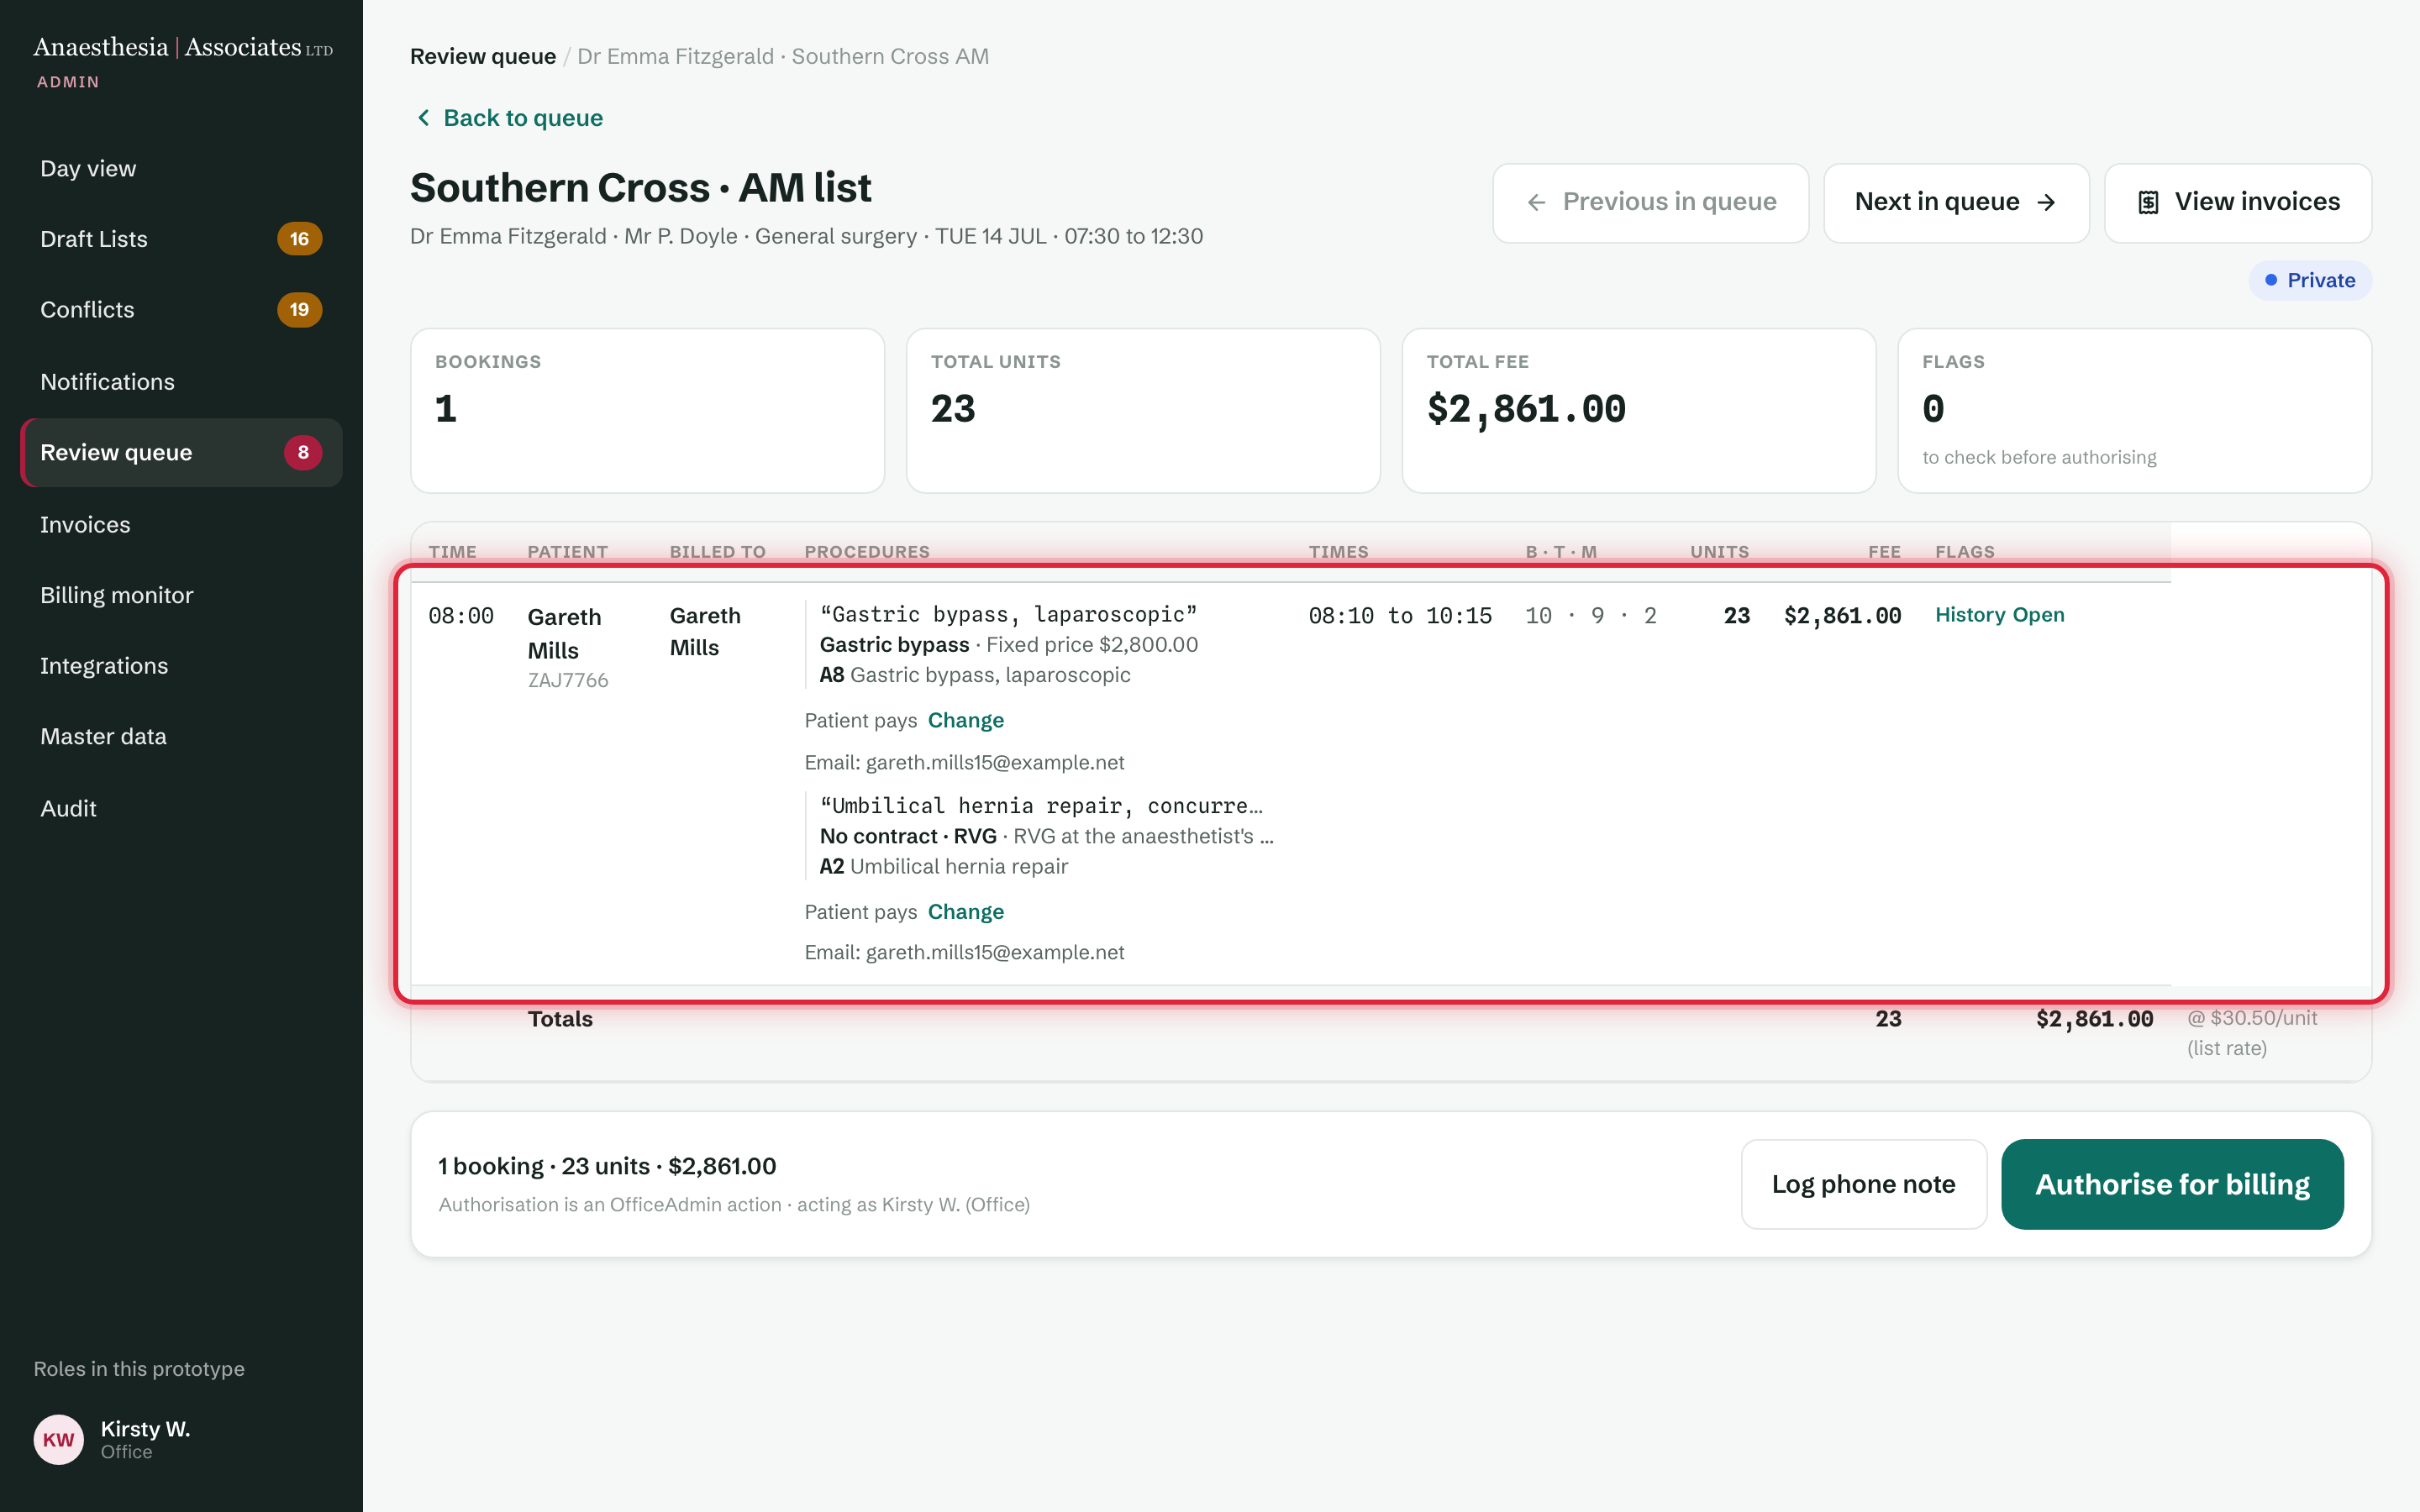 Anaesthesia | Associates LTD
ADMIN
Day view
Draft Lists 16
Conflicts 19
Notifications
Review queue 8
Invoices
Billing monitor
Integrations
Master data
Audit
Roles in this prototype
KW
Kirsty W.
Office
Review queue / Dr Emma Fitzgerald · Southern Cross AM
Back to queue
Southern Cross · AM list
Dr Emma Fitzgerald · Mr P. Doyle · General surgery · TUE 14 JUL · 07:30 to 12:30
← Previous in queue
Next in queue →
View invoices
Private
BOOKINGS
1
TOTAL UNITS
23
TOTAL FEE
$2,861.00
FLAGS
0
to check before authorising
TIME PATIENT BILLED TO PROCEDURES TIMES B · T · M UNITS FEE FLAGS
08:00
Gareth
Mills
ZAJ7766
Gareth
Mills
“Gastric bypass, laparoscopic”
Gastric bypass · Fixed price $2,800.00
A8 Gastric bypass, laparoscopic
Patient pays Change
Email: gareth.mills15@example.net
“Umbilical hernia repair, concurre…
No contract · RVG · RVG at the anaesthetist's …
A2 Umbilical hernia repair
Patient pays Change
Email: gareth.mills15@example.net
08:10 to 10:15
10 · 9 · 2
23
$2,861.00
History Open
Totals 23 $2,861.00 @ $30.50/unit
(list rate)
1 booking · 23 units · $2,861.00
Authorisation is an OfficeAdmin action · acting as Kirsty W. (Office)
Log phone note
Authorise for billing